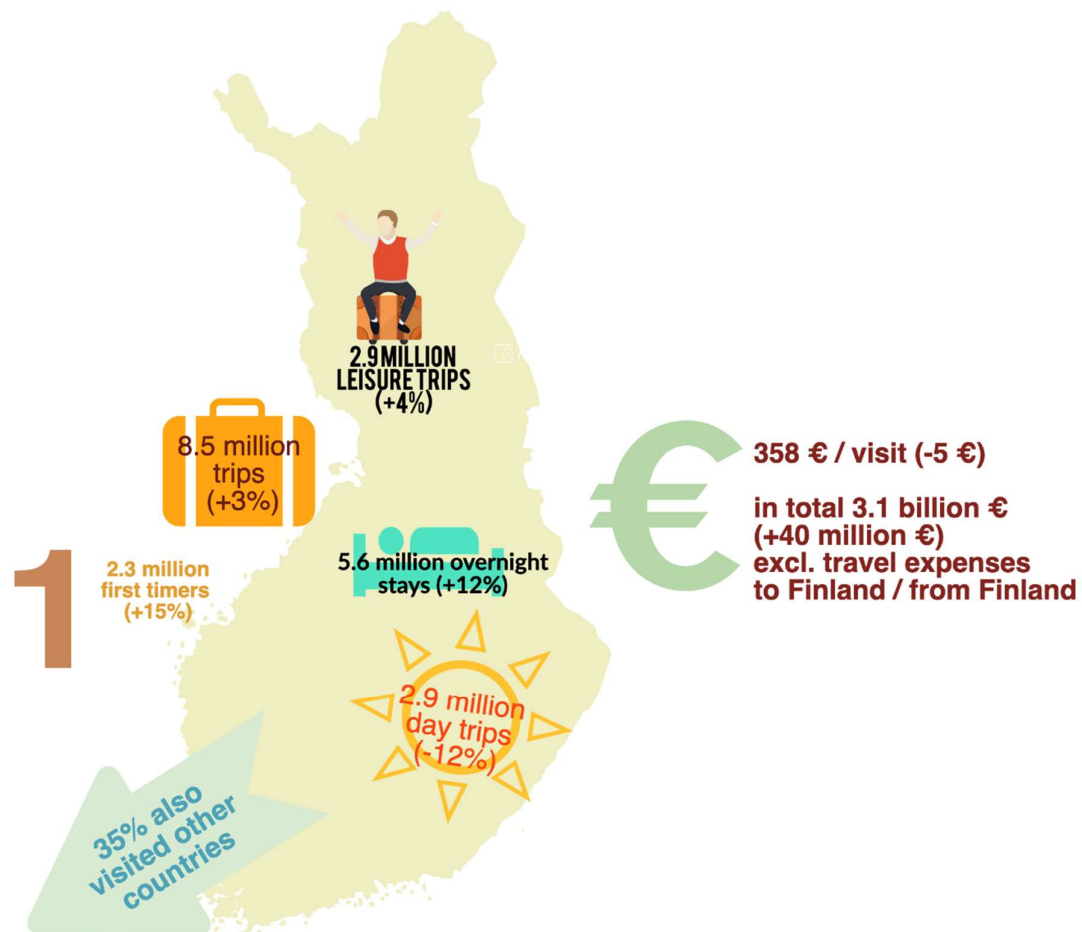 2.9 MILLION
LEISURE TRIPS
(+4%)
8.5 million
trips
(+3%)
358 € / visit (-5 €)
in total 3.1 billion €
(+40 million €)
excl. travel expenses
to Finland / from Finland
1
2.3 million
first timers
(+15%)
5.6 million overnight
stays (+12%)
2.9 million
day trips
(-12%)
35% also
visited other
countries